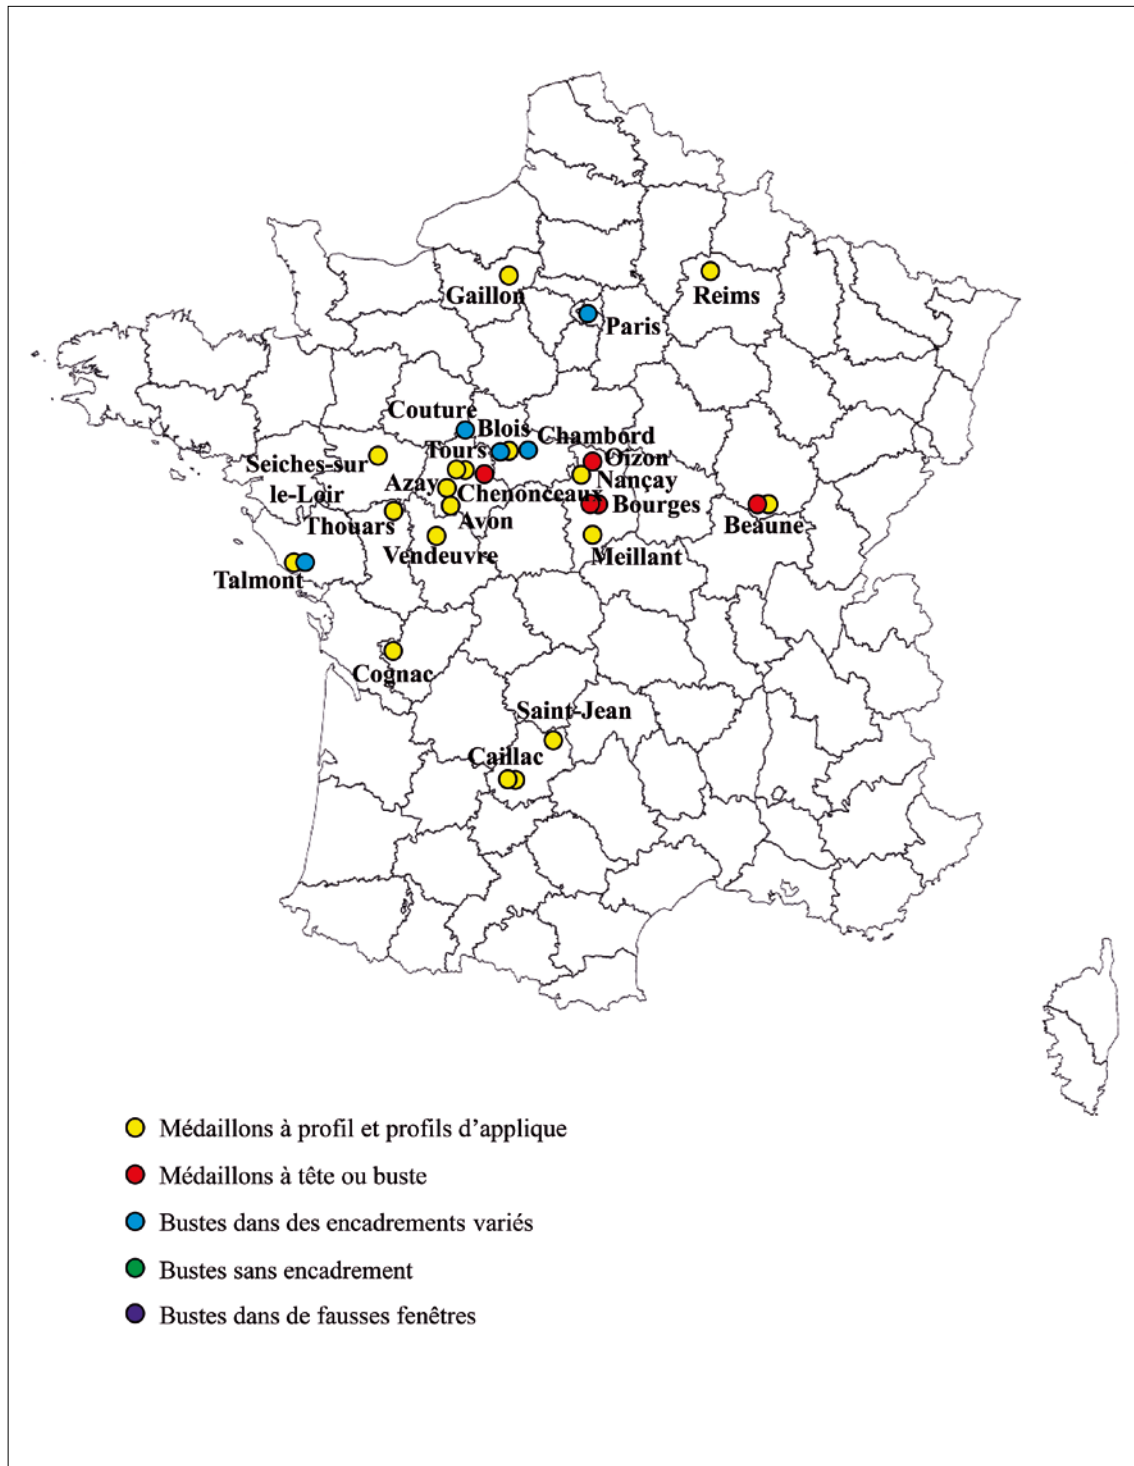 Gaillon
Reims
Paris
Couture
Blois
Chambord
Tours
Oizon
Seiches-sur
le-Loir
Azay
Nançay
Chenonceaux
Bourges
Thouars
Avon
Beaune
Vendeuvre
Meillant
Talmont
Cognac
Saint-Jean
Caillac
Médaillons à profil et profils d’applique
Médaillons à tête ou buste
Bustes dans des encadrements variés
Bustes sans encadrement
Bustes dans de fausses fenêtres